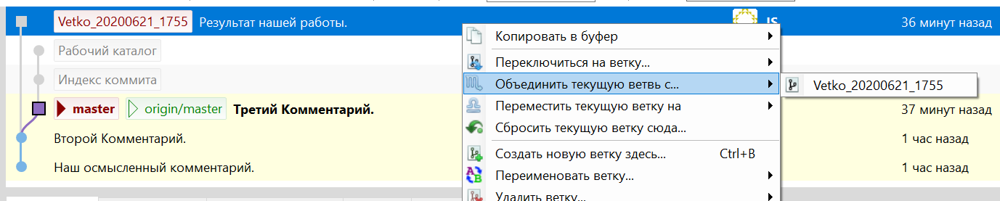 Vetko_20200621_1755 Результат нашей работы. JS 36 минут назад
Копировать в буфер
Рабочий каталог
Переключиться на ветку...
Индекс коммита
Объединить текущую ветвь с... Vetko_20200621_1755
master origin/master Третий Комментарий. 37 минут назад
Переместить текущую ветку на
Сбросить текущую ветку сюда...
Второй Комментарий. 1 час назад
Создать новую ветку здесь... Ctrl+B
Наш осмысленный комментарий. 1 час назад
Переименовать ветку...
Удалить ветку...